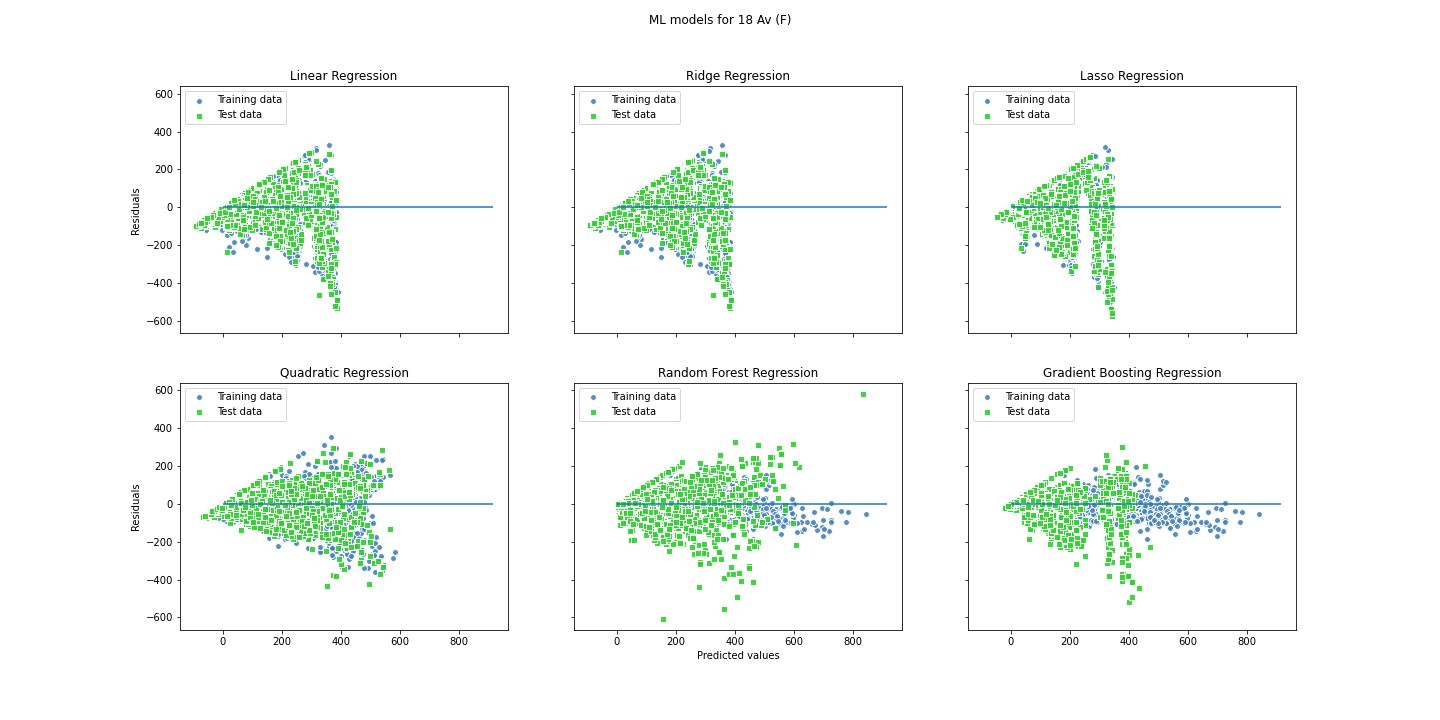 ML models for 18 Av (F)
Linear Regression
Ridge Regression
Lasso Regression
Training data
Test data
Training data
Test data
Training data
Test data
600
400
200
0
−200
−400
−600
Residuals
Quadratic Regression
Random Forest Regression
Gradient Boosting Regression
Training data
Test data
Training data
Test data
Training data
Test data
600
400
200
0
−200
−400
−600
Residuals
0 200 400 600 800
0 200 400 600 800
0 200 400 600 800
Predicted values